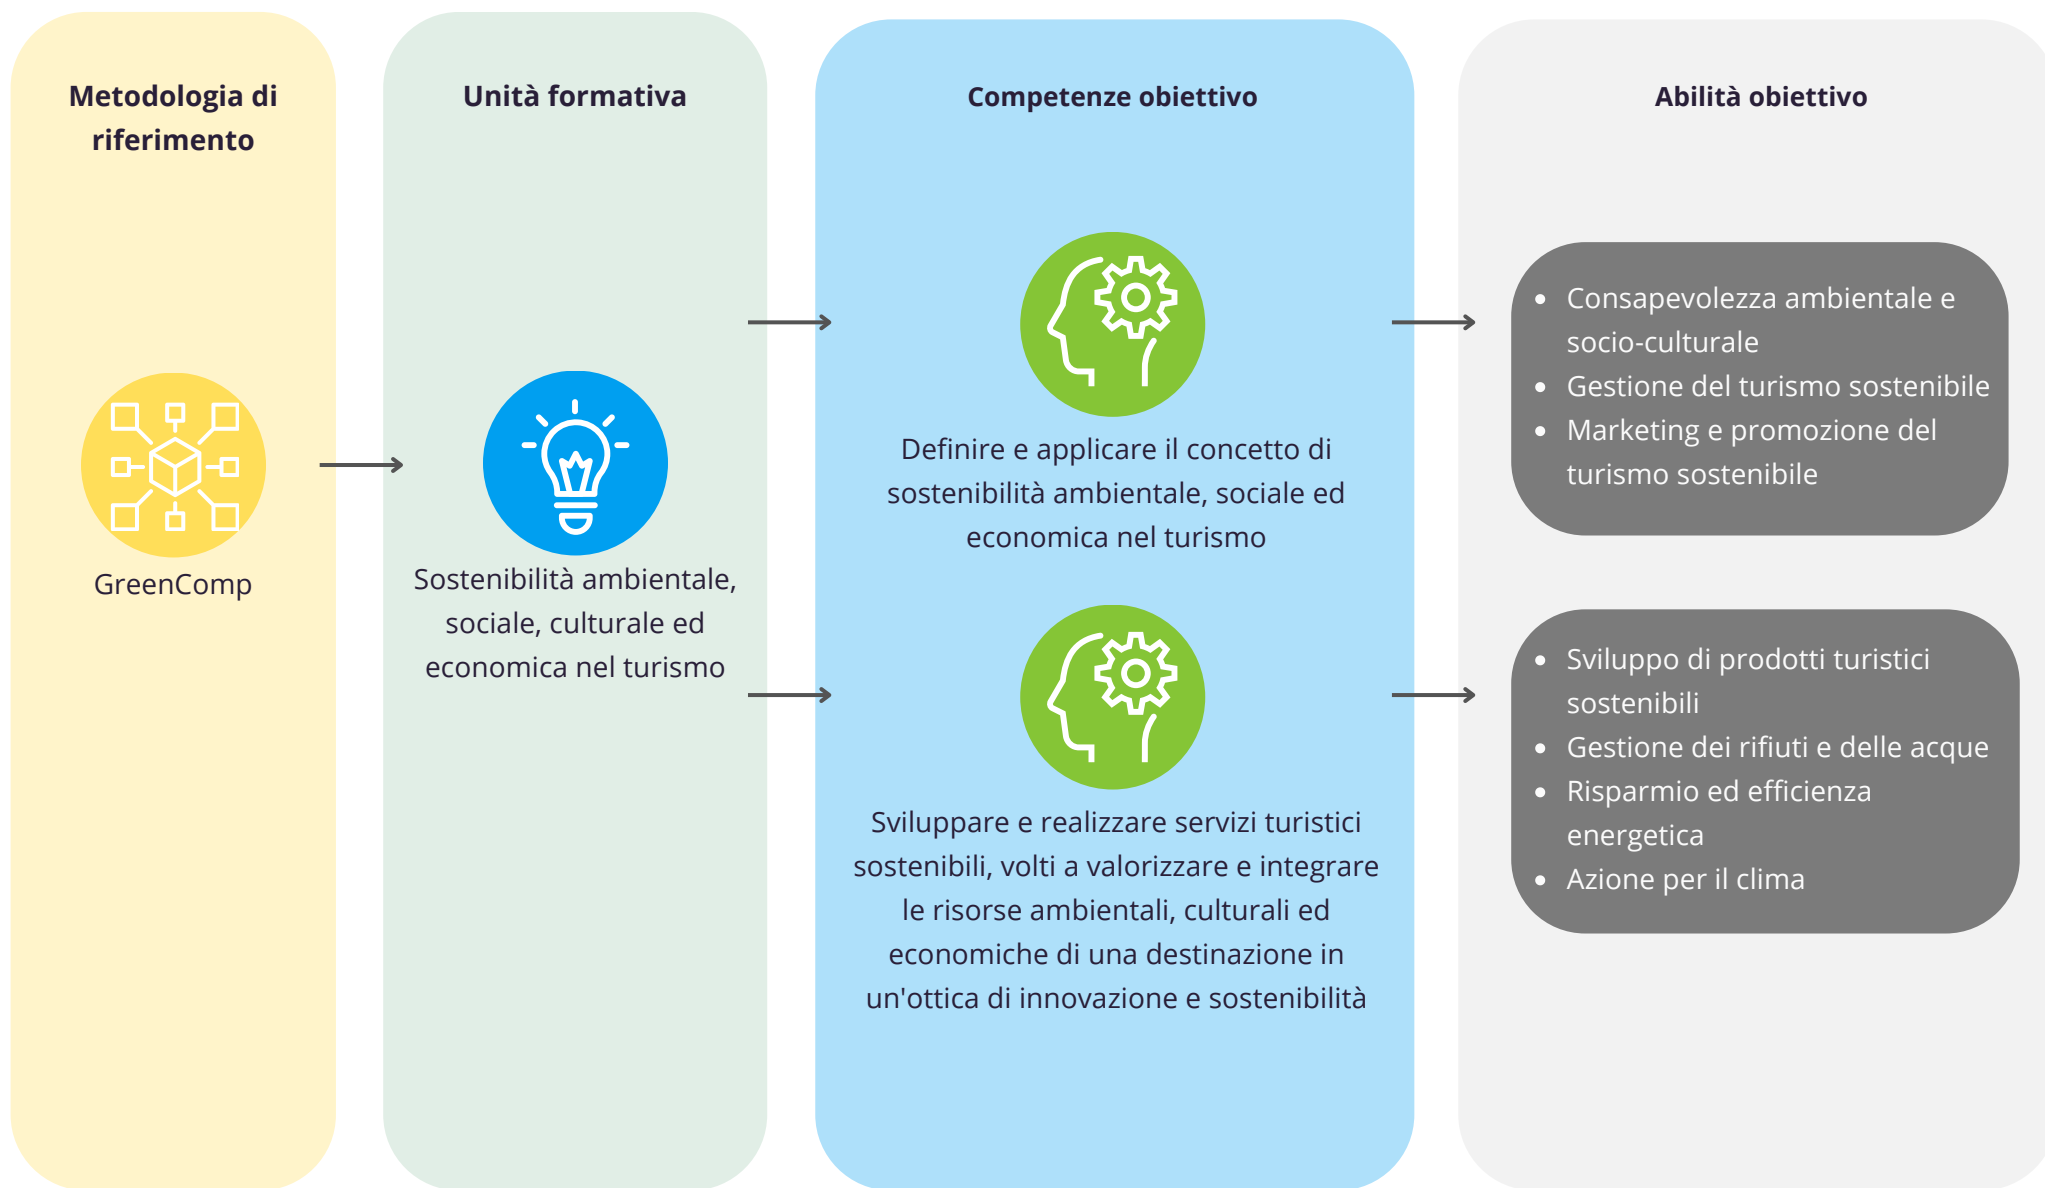 Metodologia di
riferimento
GreenComp
Unità formativa
Sostenibilità ambientale,
sociale, culturale ed
economica nel turismo
Competenze obiettivo
Definire e applicare il concetto di
sostenibilità ambientale, sociale ed
economica nel turismo
Sviluppare e realizzare servizi turistici
sostenibili, volti a valorizzare e integrare
le risorse ambientali, culturali ed
economiche di una destinazione in
un'ottica di innovazione e sostenibilità
Abilità obiettivo
• Consapevolezza ambientale e
socio-culturale
• Gestione del turismo sostenibile
• Marketing e promozione del
turismo sostenibile
• Sviluppo di prodotti turistici
sostenibili
• Gestione dei rifiuti e delle acque
• Risparmio ed efficienza
energetica
• Azione per il clima